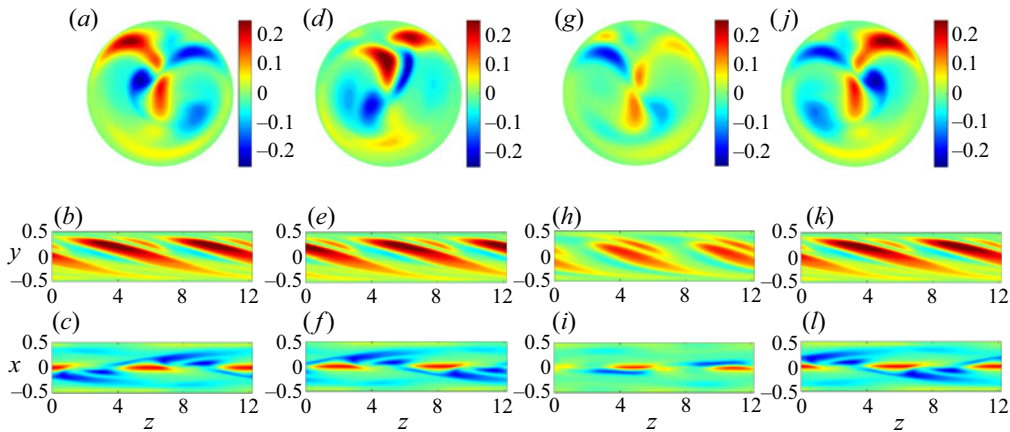 (a) (d) (g) (j)
0.2 0.2 0.2 0.2
0.1 0.1 0.1 0.1
0 0 0 0
–0.1 –0.1 –0.1 –0.1
–0.2 –0.2 –0.2 –0.2
(b) (e) (h) (k)
0.5 0.5 0.5 0.5
y 0 0 0 0
–0.5 –0.5 –0.5 –0.5
0 4 8 12 0 4 8 12 0 4 8 12 0 4 8 12
(c) (f) (i) (l)
0.5 0.5 0.5 0.5
x 0 0 0 0
–0.5 –0.5 –0.5 –0.5
0 4 8 12 0 4 8 12 0 4 8 12 0 4 8 12
z z z z